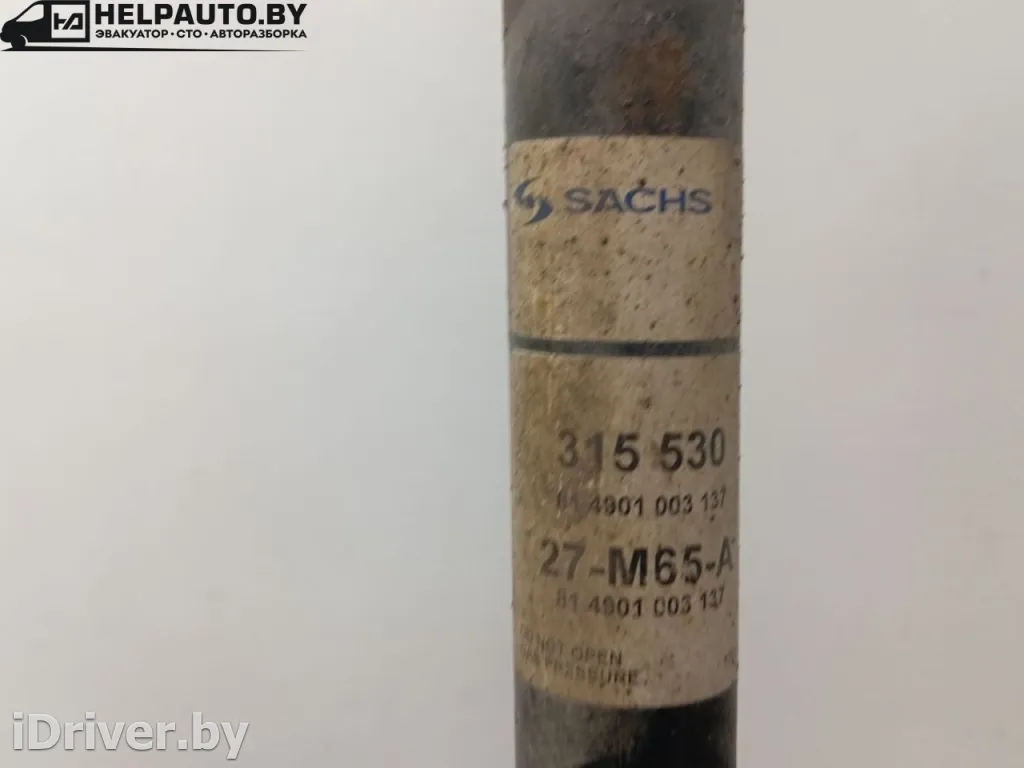 HELPAUTO.BY
ЭВАКУАТОР•СТО•АВТОРАЗБОРКА
SACHS
315 530
81 4901 003 137
27-M65-A
81 4901 003 137
DO NOT OPEN
GAS PRESSURE
iDriver.by